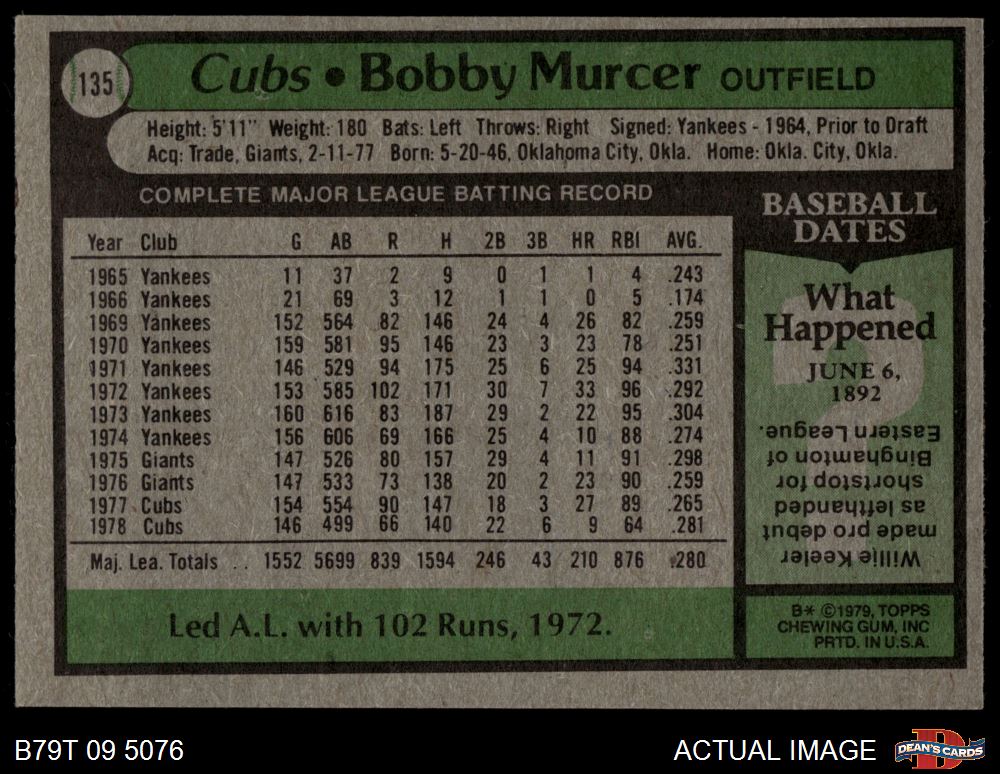 135
Cubs • Bobby Murcer OUTFIELD
Height: 5'11" Weight: 180 Bats: Left Throws: Right Signed: Yankees - 1964, Prior to Draft
Acq: Trade, Giants, 2-11-77 Born: 5-20-46, Oklahoma City, Okla. Home: Okla. City, Okla.
COMPLETE MAJOR LEAGUE BATTING RECORD
Year Club G AB R H 2B 3B HR RBI AVG.
1965 Yankees 11 37 2 9 0 1 1 4 .243
1966 Yankees 21 69 3 12 1 1 0 5 .174
1969 Yankees 152 564 82 146 24 4 26 82 .259
1970 Yankees 159 581 95 146 23 3 23 78 .251
1971 Yankees 146 529 94 175 25 6 25 94 .331
1972 Yankees 153 585 102 171 30 7 33 96 .292
1973 Yankees 160 616 83 187 29 2 22 95 .304
1974 Yankees 156 606 69 166 25 4 10 88 .274
1975 Giants 147 526 80 157 29 4 11 91 .298
1976 Giants 147 533 73 138 20 2 23 90 .259
1977 Cubs 154 554 90 147 18 3 27 89 .265
1978 Cubs 146 499 66 140 22 6 9 64 .281
Maj. Lea. Totals .. 1552 5699 839 1594 246 43 210 876 .280
Led A.L. with 102 Runs, 1972.
BASEBALL
DATES
What
Happened
JUNE 6,
1892
Willie Keeler
made pro debut
as lefthanded
shortstop for
Binghamton of
Eastern League.
B* ©1979, TOPPS
CHEWING GUM, INC
PRTD. IN U.S.A.
B79T 09 5076
ACTUAL IMAGE
D
DEAN'S CARDS